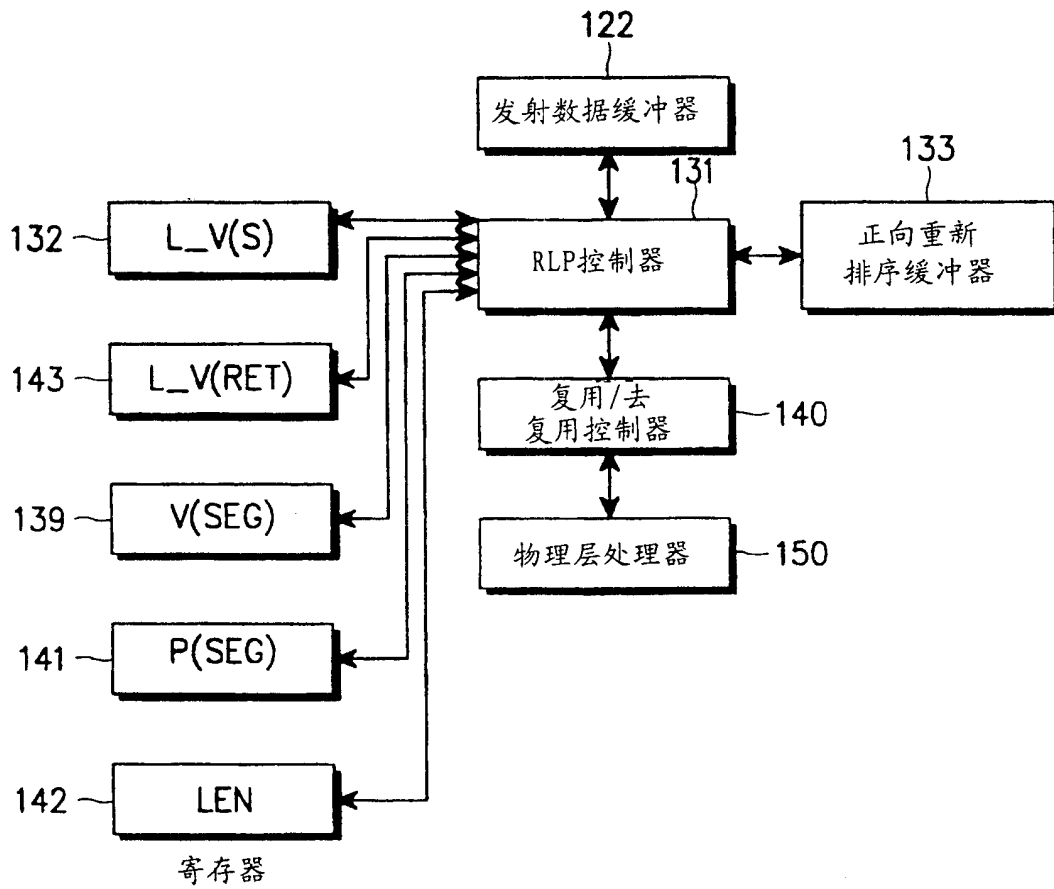 122
发射数据缓冲器
131
133
132
L_V(S)
RLP控制器
正向重新
排序缓冲器
143
L_V(RET)
复用/去
复用控制器
140
139
V(SEG)
物理层处理器
150
141
P(SEG)
142
LEN
寄存器